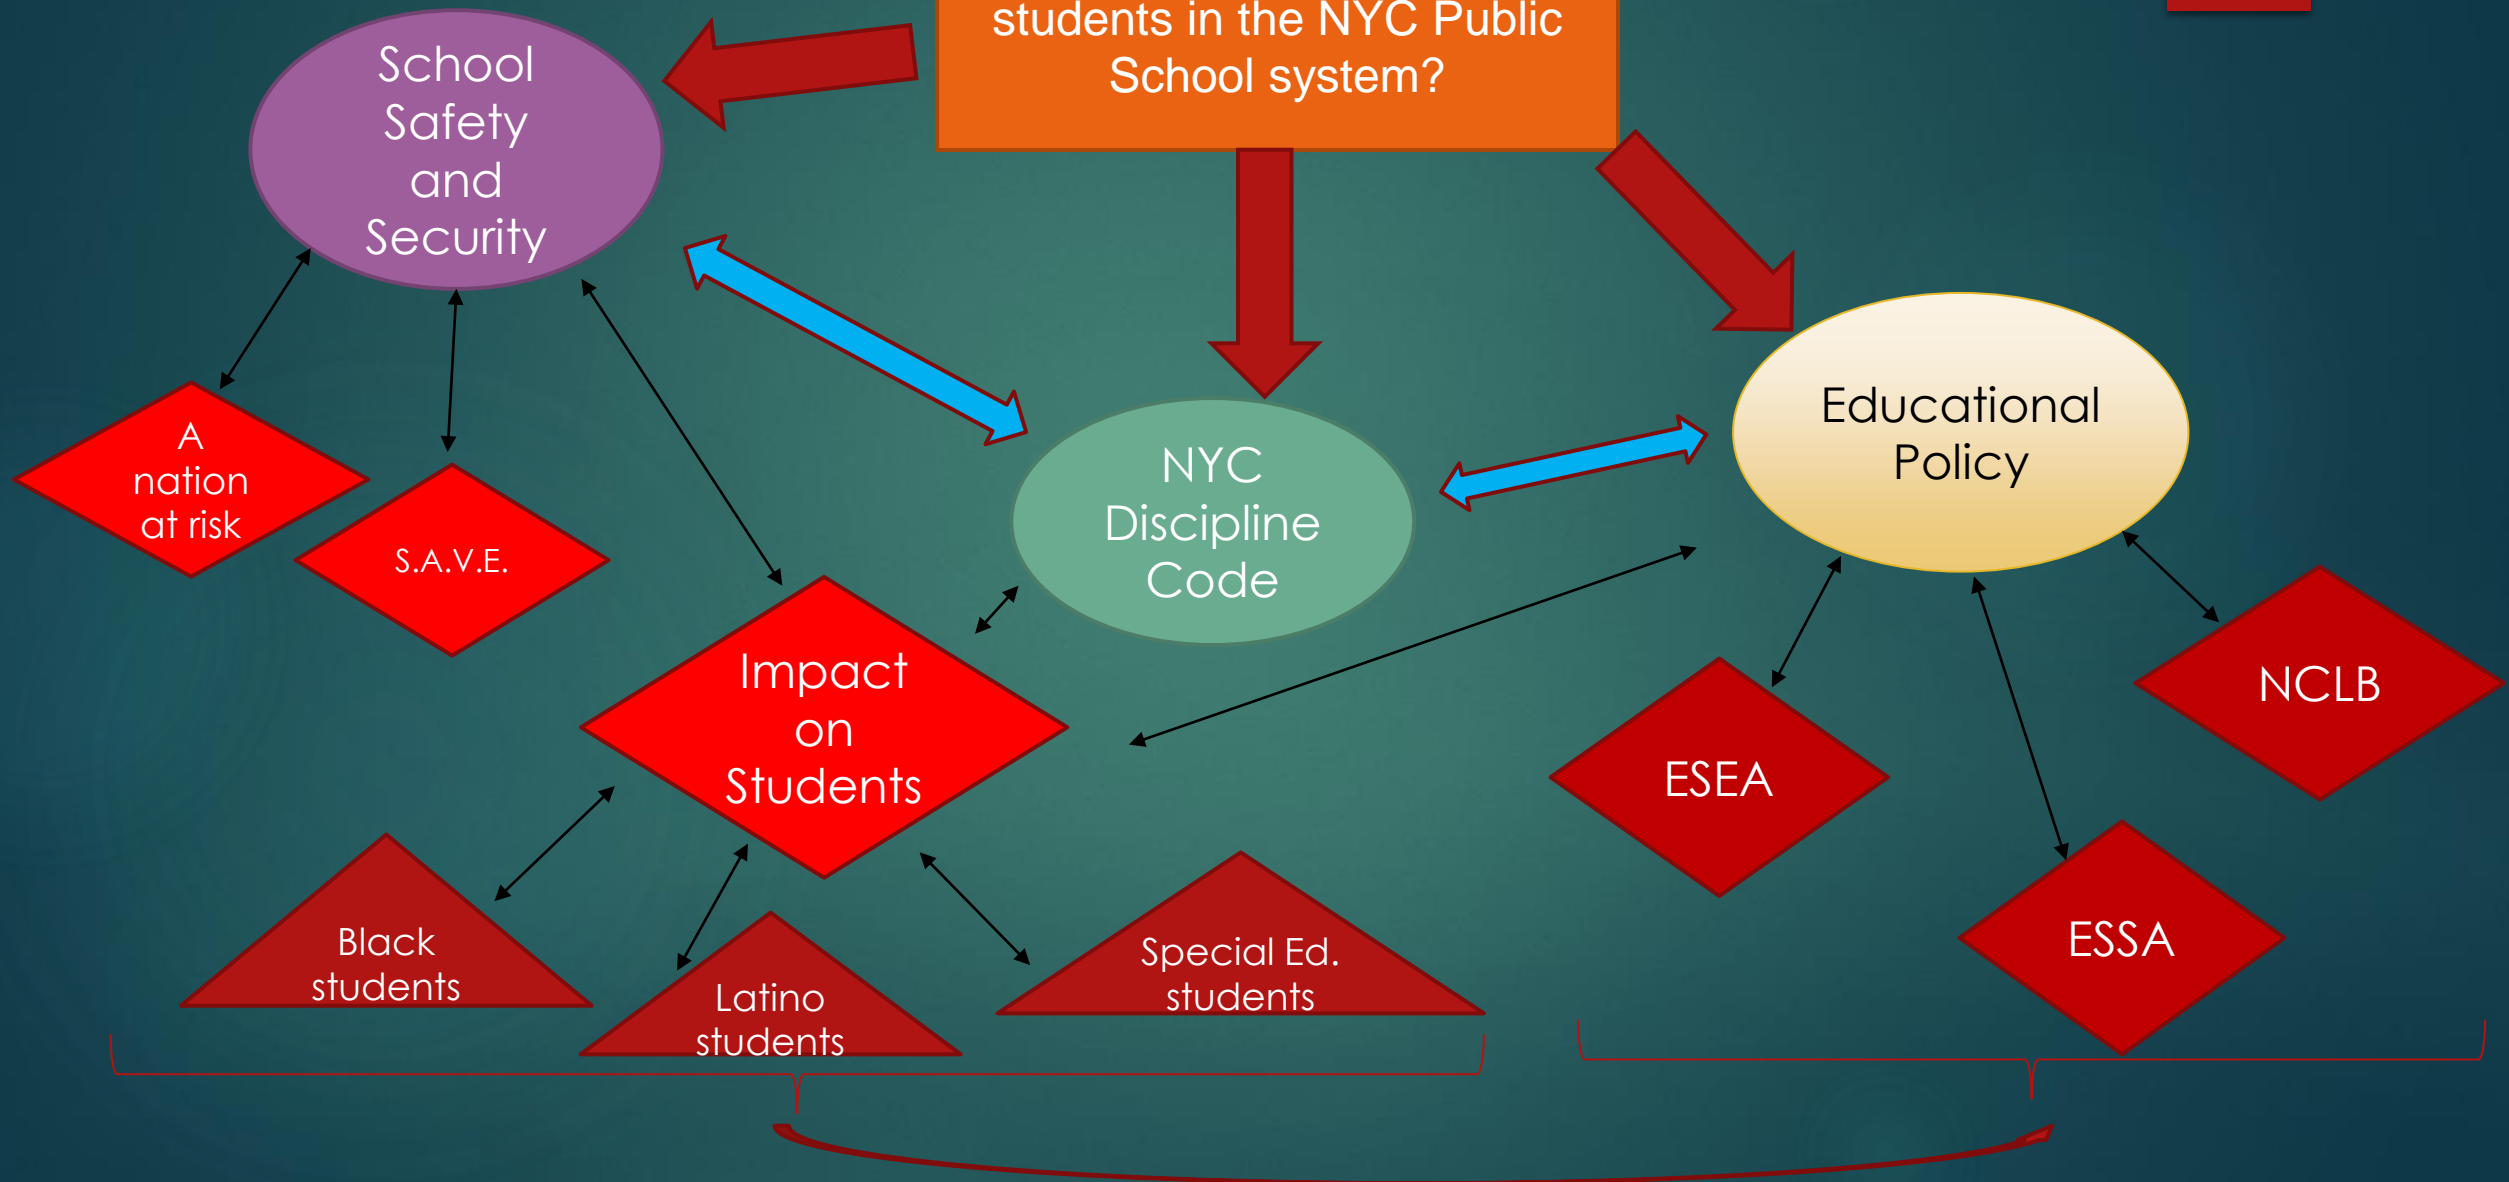 students in the NYC Public
School system?
School
Safety
and
Security
NYC
Discipline
Code
Educational
Policy
A
nation
at risk
S.A.V.E.
Impact
on
Students
ESEA
NCLB
ESSA
Black
students
Latino
students
Special Ed.
students